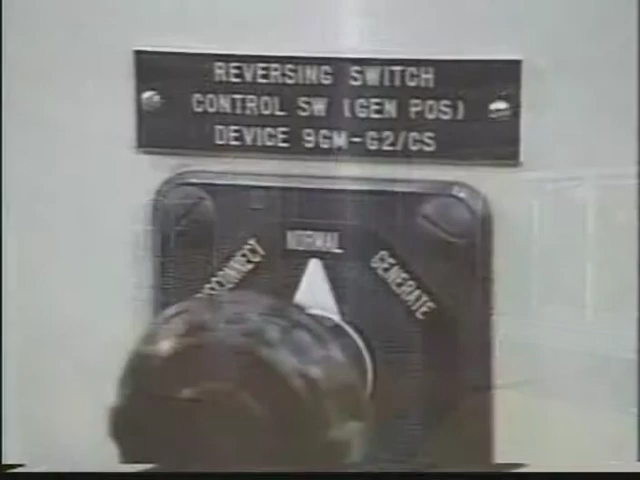 REVERSING SWITCH
CONTROL SW (GEN POS)
DEVICE 9GM-G2/CS
NORMAL
GENERATE